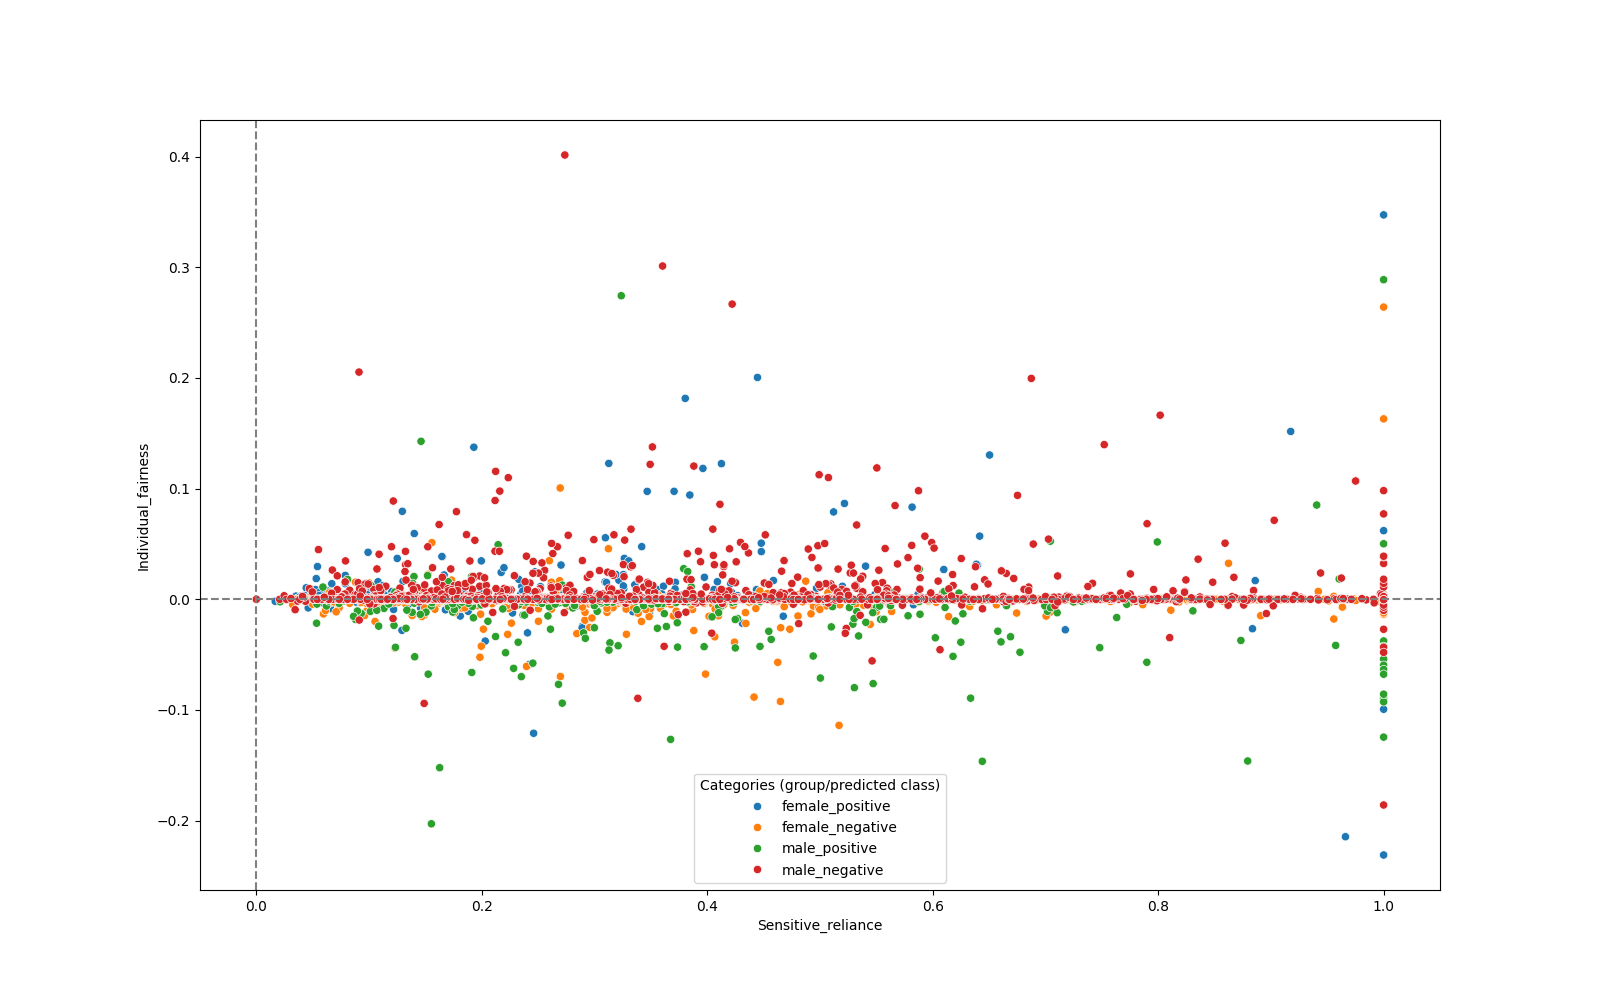 0.4
0.3
0.2
0.1
0.0
−0.1
−0.2
Individual_fairness
0.0
0.2
0.4
0.6
0.8
1.0
Sensitive_reliance
Categories (group/predicted class)
female_positive
female_negative
male_positive
male_negative